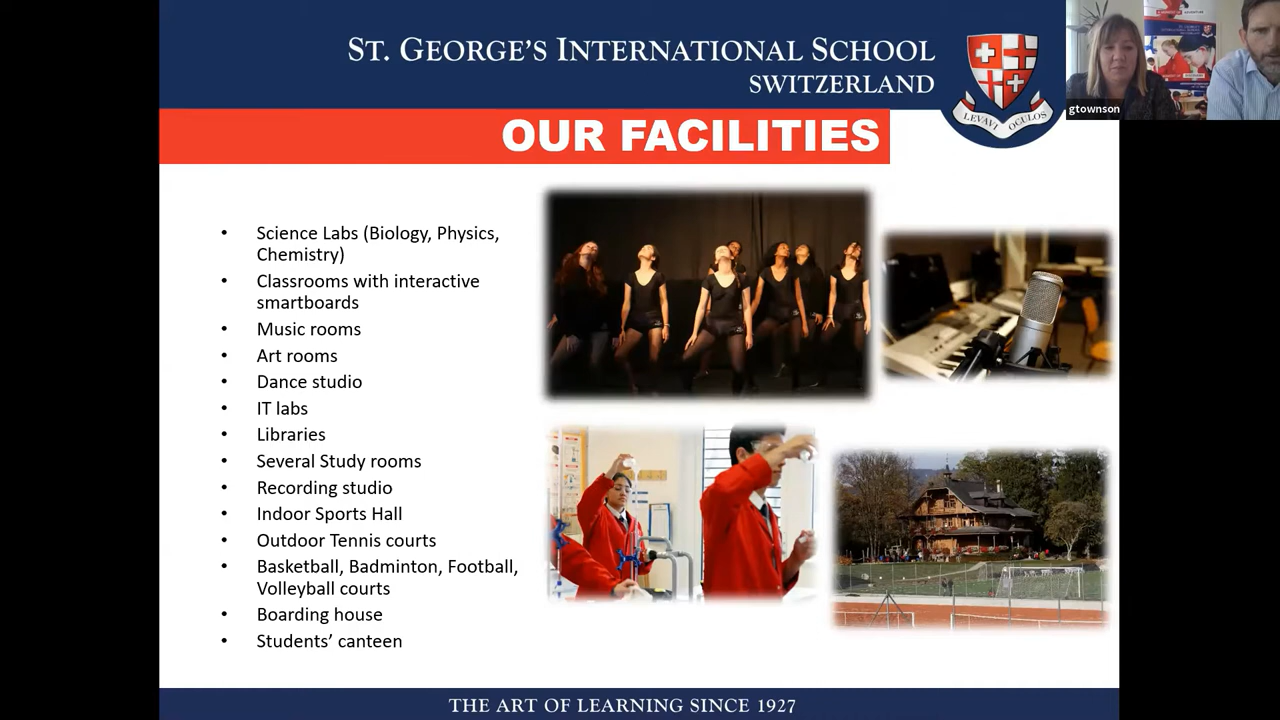 ST. GEORGE'S INTERNATIONAL SCHOOL
SWITZERLAND
LEVAVI OCULOS
gtownson
OUR FACILITIES
• Science Labs (Biology, Physics,
Chemistry)
• Classrooms with interactive
smartboards
• Music rooms
• Art rooms
• Dance studio
• IT labs
• Libraries
• Several Study rooms
• Recording studio
• Indoor Sports Hall
• Outdoor Tennis courts
• Basketball, Badminton, Football,
Volleyball courts
• Boarding house
• Students’ canteen
THE ART OF LEARNING SINCE 1927